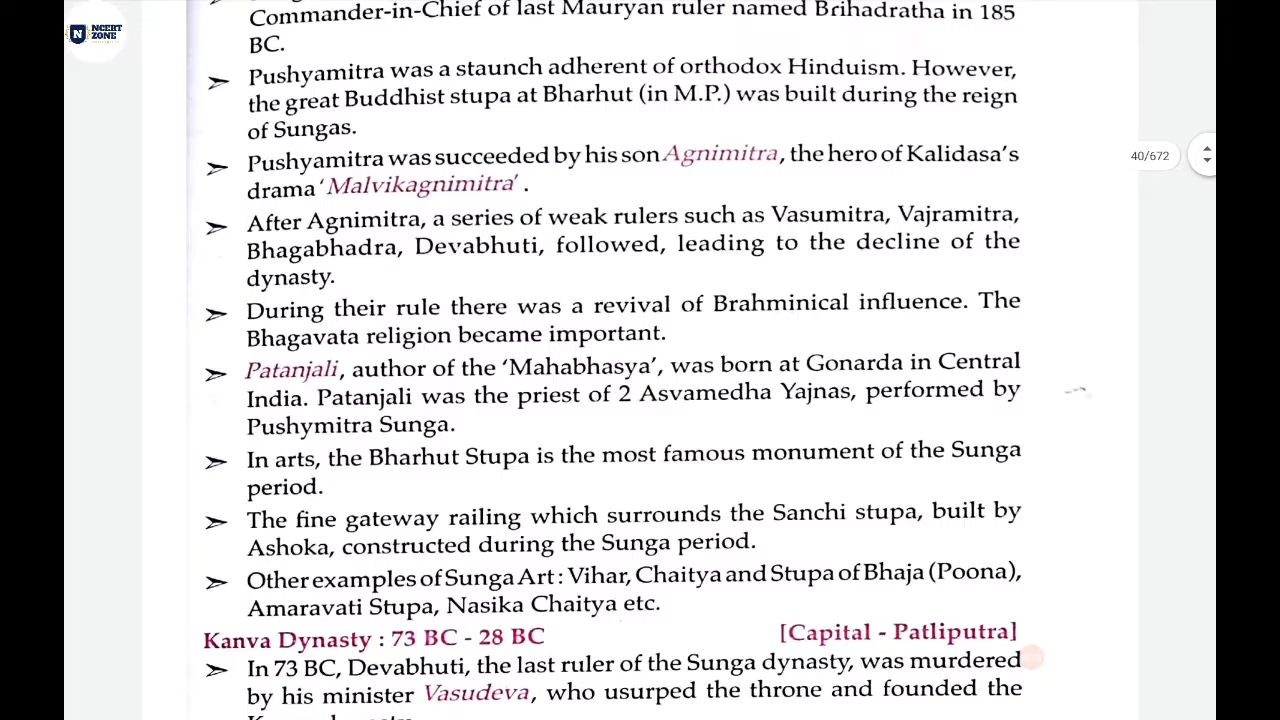 NCERT
ZONE
Commander-in-Chief of last Mauryan ruler named Brihadratha in 185
BC.
➤ Pushyamitra was a staunch adherent of orthodox Hinduism. However,
the great Buddhist stupa at Bharhut (in M.P.) was built during the reign
of Sungas.
➤ Pushyamitra was succeeded by his son Agnimitra, the hero of Kalidasa's
drama 'Malvikagnimitra'.
➤ After Agnimitra, a series of weak rulers such as Vasumitra, Vajramitra,
Bhagabhadra, Devabhuti, followed, leading to the decline of the
dynasty.
➤ During their rule there was a revival of Brahminical influence. The
Bhagavata religion became important.
➤ Patanjali, author of the 'Mahabhasya', was born at Gonarda in Central
India. Patanjali was the priest of 2 Asvamedha Yajnas, performed by
Pushymitra Sunga.
➤ In arts, the Bharhut Stupa is the most famous monument of the Sunga
period.
➤ The fine gateway railing which surrounds the Sanchi stupa, built by
Ashoka, constructed during the Sunga period.
➤ Other examples of Sunga Art : Vihar, Chaitya and Stupa of Bhaja (Poona),
Amaravati Stupa, Nasika Chaitya etc.
Kanva Dynasty : 73 BC - 28 BC [Capital - Patliputra]
➤ In 73 BC, Devabhuti, the last ruler of the Sunga dynasty, was murdered
by his minister Vasudeva, who usurped the throne and founded the
40/672